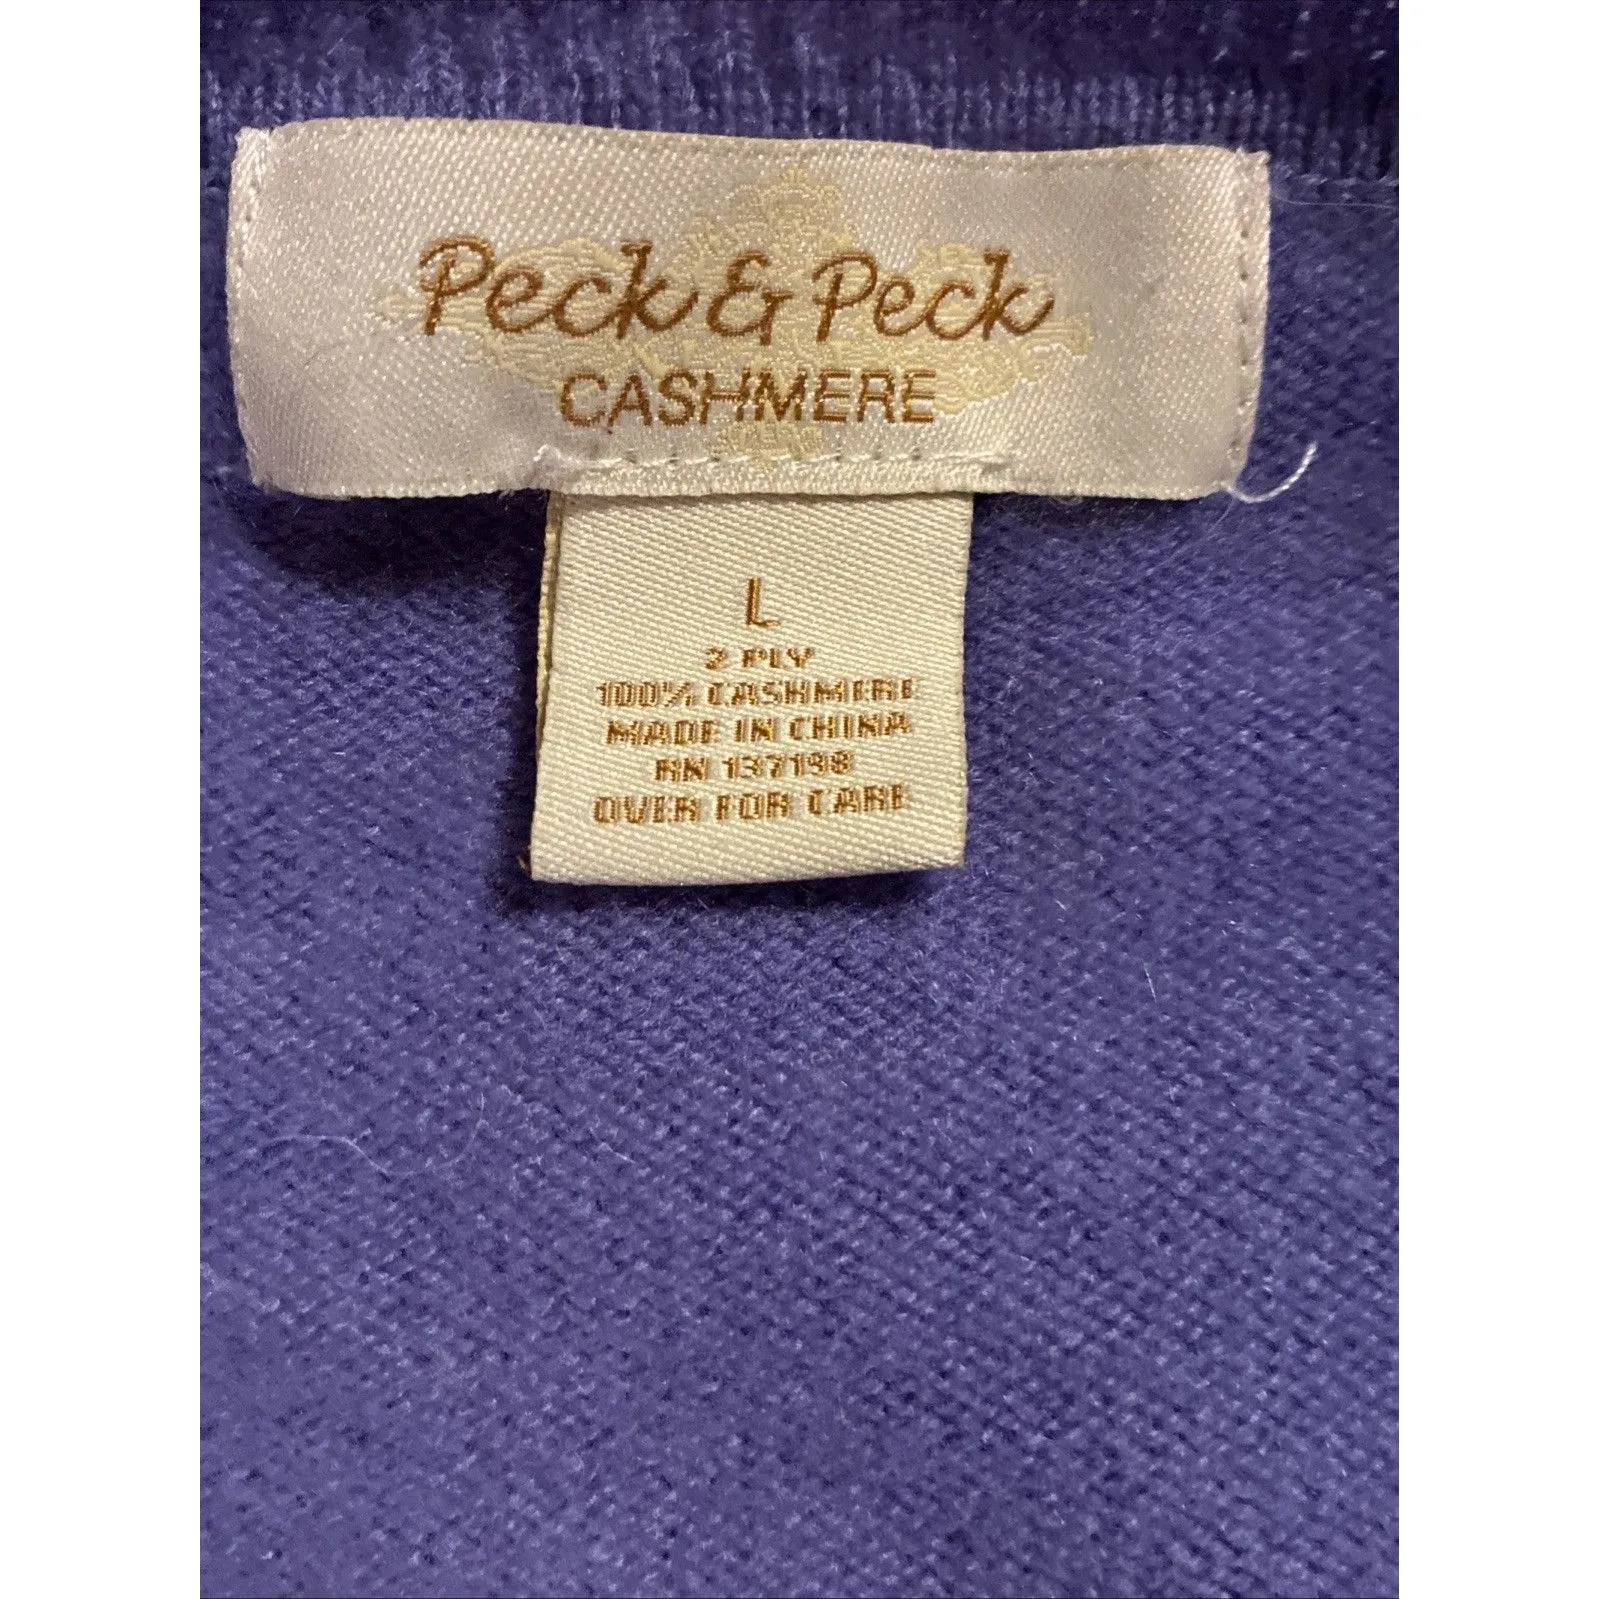 Peck & Peck
CASHMERE
L
2 PLY
100% CASHMERE
MADE IN CHINA
RN 137198
OVER FOR CARE